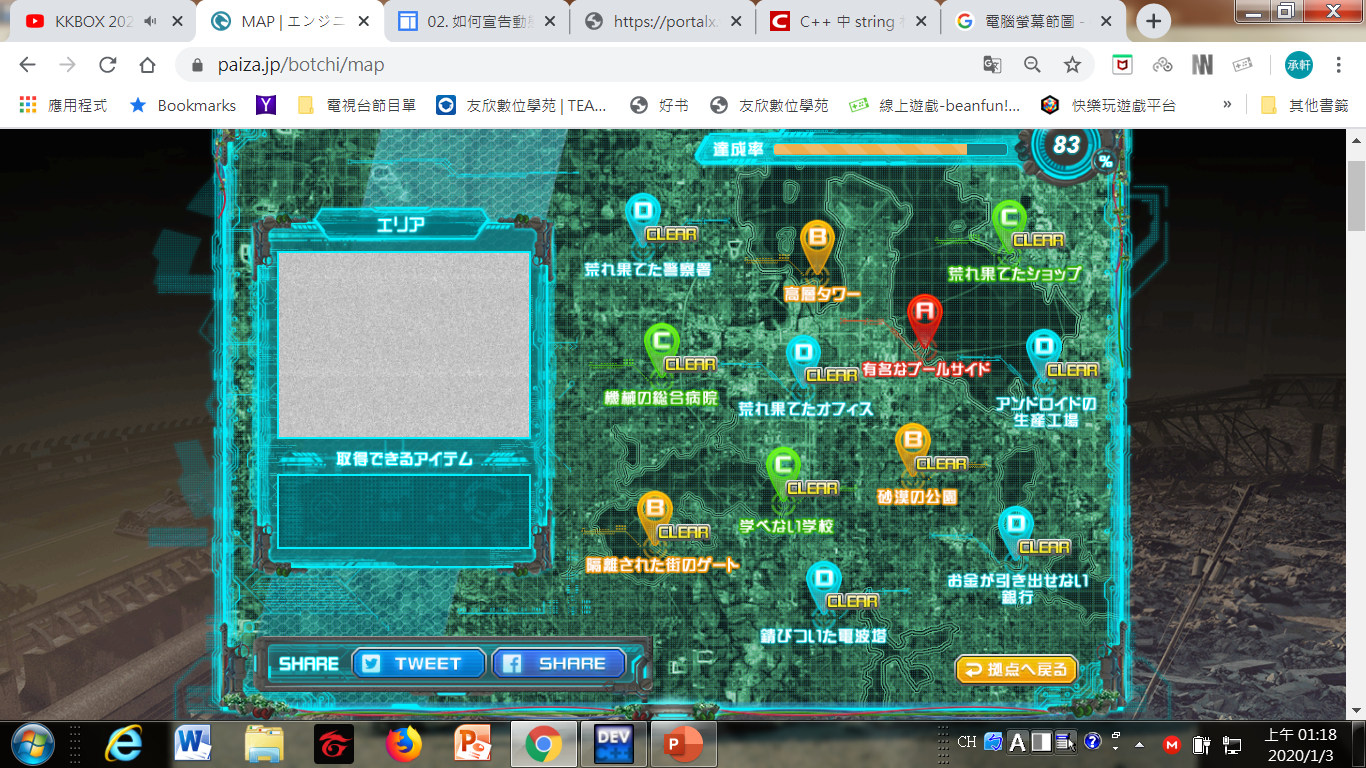 KKBOX 202
MAP | エンジニ
02. 如何宣告動
https://portalx.
C++ 中 string
電腦螢幕節圖 -
paiza.jp/botchi/map
承軒
應用程式
Bookmarks
電視台節目單
友欣數位學苑 | TEA...
好书
友欣數位學苑
線上遊戲-beanfun!...
快樂玩遊戲平台
»
其他書籤
達成率
83
%
エリア
取得できるアイテム
D
CLEAR
荒れ果てた警察署
B
高層タワー
C
CLEAR
荒れ果てたショップ
A
有名なプールサイド
C
CLEAR
機械の総合病院
D
CLEAR
荒れ果てたオフィス
D
CLEAR
アンドロイドの
生産工場
B
CLEAR
砂漠の公園
C
CLEAR
学べない学校
B
CLEAR
隔離された街のゲート
D
CLEAR
お金が引き出せない
銀行
D
CLEAR
錆びついた電波塔
SHARE
TWEET
SHARE
拠点へ戻る
DEV
CH
上午 01:18
2020/1/3